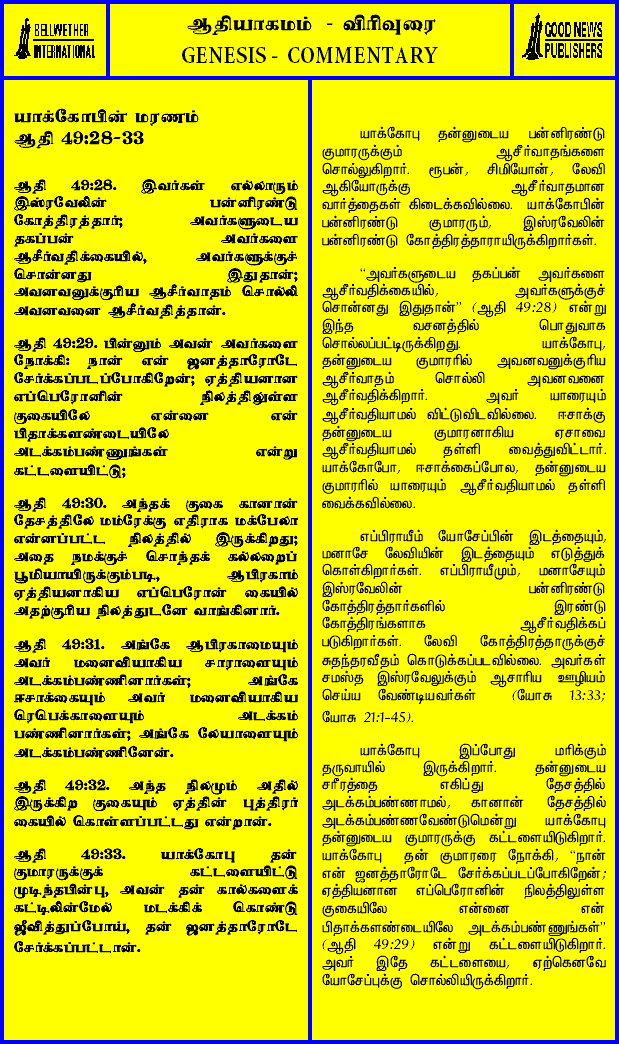 BELLWETHER
INTERNATIONAL
ஆதியாகமம் - விரிவுரை
GENESIS - COMMENTARY
GOOD NEWS
PUBLISHERS
யாக்கோபின் மரணம்
ஆதி 49:28-33
ஆதி 49:28. இவர்கள் எல்லாரும்
இஸ்ரவேலின் பன்னிரண்டு
கோத்திரத்தார்; அவர்களுடைய
தகப்பன் அவர்களை
ஆசீர்வதிக்கையில், அவர்களுக்குச்
சொன்னது இதுதான்;
அவனவனுக்குரிய ஆசீர்வாதம் சொல்லி
அவனவனை ஆசீர்வதித்தான்.
ஆதி 49:29. பின்னும் அவன் அவர்களை
நோக்கி: நான் என் ஜனத்தாரோடே
சேர்க்கப்படப்போகிறேன்; ஏத்தியனான
எப்பெரோனின் நிலத்திலுள்ள
குகையிலே என்னை என்
பிதாக்களண்டையிலே
அடக்கம்பண்ணுங்கள் என்று
கட்டளையிட்டு;
ஆதி 49:30. அந்தக் குகை கானான்
தேசத்திலே மம்ரேக்கு எதிராக மக்பேலா
என்னப்பட்ட நிலத்தில் இருக்கிறது;
அதை நமக்குச் சொந்தக் கல்லறைப்
பூமியாயிருக்கும்படி, ஆபிரகாம்
ஏத்தியனாகிய எப்பெரோன் கையில்
அதற்குரிய நிலத்துடனே வாங்கினார்.
ஆதி 49:31. அங்கே ஆபிரகாமையும்
அவர் மனைவியாகிய சாராளையும்
அடக்கம்பண்ணினார்கள்; அங்கே
ஈசாக்கையும் அவர் மனைவியாகிய
ரெபெக்காளையும் அடக்கம்
பண்ணினார்கள்; அங்கே லேயாளையும்
அடக்கம்பண்ணினேன்.
ஆதி 49:32. அந்த நிலமும் அதில்
இருக்கிற குகையும் ஏத்தின் புத்திரர்
கையில் கொள்ளப்பட்டது என்றான்.
ஆதி 49:33. யாக்கோபு தன்
குமாரருக்குக் கட்டளையிட்டு
முடிந்தபின்பு, அவன் தன் கால்களைக்
கட்டிலின்மேல் மடக்கிக் கொண்டு
ஜீவித்துப்போய், தன் ஜனத்தாரோடே
சேர்க்கப்பட்டான்.
யாக்கோபு தன்னுடைய பன்னிரண்டு
குமாரருக்கும் ஆசீர்வாதங்களை
சொல்லுகிறார். ரூபன், சிமியோன், லேவி
ஆகியோருக்கு ஆசீர்வாதமான
வார்த்தைகள் கிடைக்கவில்லை. யாக்கோபின்
பன்னிரண்டு குமாரரும், இஸ்ரவேலின்
பன்னிரண்டு கோத்திரத்தாராயிருக்கிறார்கள்.
“அவர்களுடைய தகப்பன் அவர்களை
ஆசீர்வதிக்கையில், அவர்களுக்குச்
சொன்னது இதுதான்” (ஆதி 49:28) என்று
இந்த வசனத்தில் பொதுவாக
சொல்லப்பட்டிருக்கிறது. யாக்கோபு,
தன்னுடைய குமாரரில் அவனவனுக்குரிய
ஆசீர்வாதம் சொல்லி அவனவனை
ஆசீர்வதிக்கிறார். அவர் யாரையும்
ஆசீர்வதியாமல் விட்டுவிடவில்லை. ஈசாக்கு
தன்னுடைய குமாரனாகிய ஏசாவை
ஆசீர்வதியாமல் தள்ளி வைத்துவிட்டார்.
யாக்கோபோ, ஈசாக்கைப்போல, தன்னுடைய
குமாரரில் யாரையும் ஆசீர்வதியாமல் தள்ளி
வைக்கவில்லை.
எப்பிராயீம் யோசேப்பின் இடத்தையும்,
மனாசே லேவியின் இடத்தையும் எடுத்துக்
கொள்கிறார்கள். எப்பிராயீமும், மனாசேயும்
இஸ்ரவேலின் பன்னிரண்டு
கோத்திரத்தார்களில் இரண்டு
கோத்திரங்களாக ஆசீர்வதிக்கப்
படுகிறார்கள். லேவி கோத்திரத்தாருக்குச்
சுதந்தரவீதம் கொடுக்கப்படவில்லை. அவர்கள்
சமஸ்த இஸ்ரவேலுக்கும் ஆசாரிய ஊழியம்
செய்ய வேண்டியவர்கள் (யோசு 13:33;
யோசு 21:1-45).
யாக்கோபு இப்போது மரிக்கும்
தருவாயில் இருக்கிறார். தன்னுடைய
சரீரத்தை எகிப்து தேசத்தில்
அடக்கம்பண்ணாமல், கானான் தேசத்தில்
அடக்கம்பண்ணவேண்டுமென்று யாக்கோபு
தன்னுடைய குமாரருக்கு கட்டளையிடுகிறார்.
யாக்கோபு தன் குமாரரை நோக்கி, “நான்
என் ஜனத்தாரோடே சேர்க்கப்படப்போகிறேன்;
ஏத்தியனான எப்பெரோனின் நிலத்திலுள்ள
குகையிலே என்னை என்
பிதாக்களண்டையிலே அடக்கம்பண்ணுங்கள்”
(ஆதி 49:29) என்று கட்டளையிடுகிறார்.
அவர் இதே கட்டளையை, ஏற்கெனவே
யோசேப்புக்கு சொல்லியிருக்கிறார்.